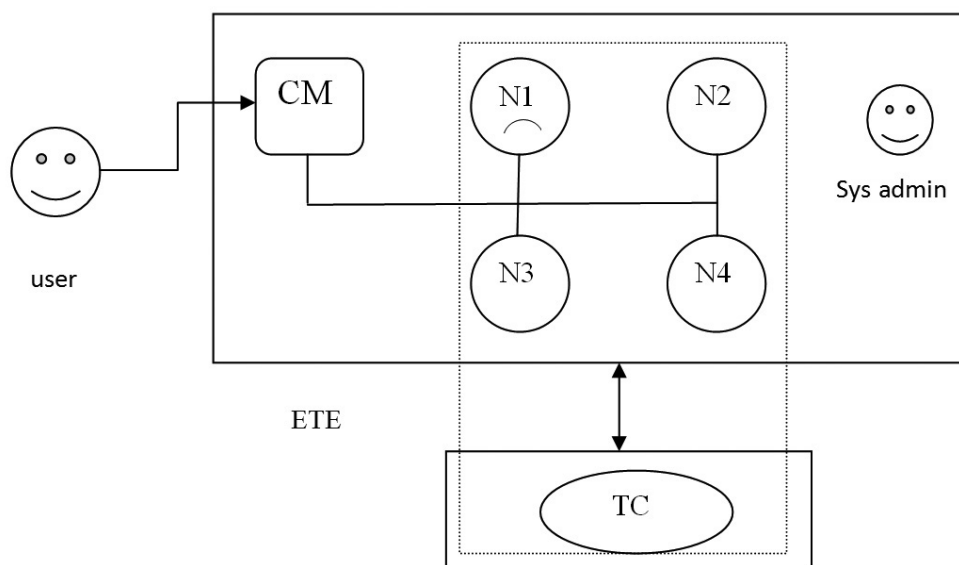 CM
N1
N2
Sys admin
user
N3
N4
ETE
TC